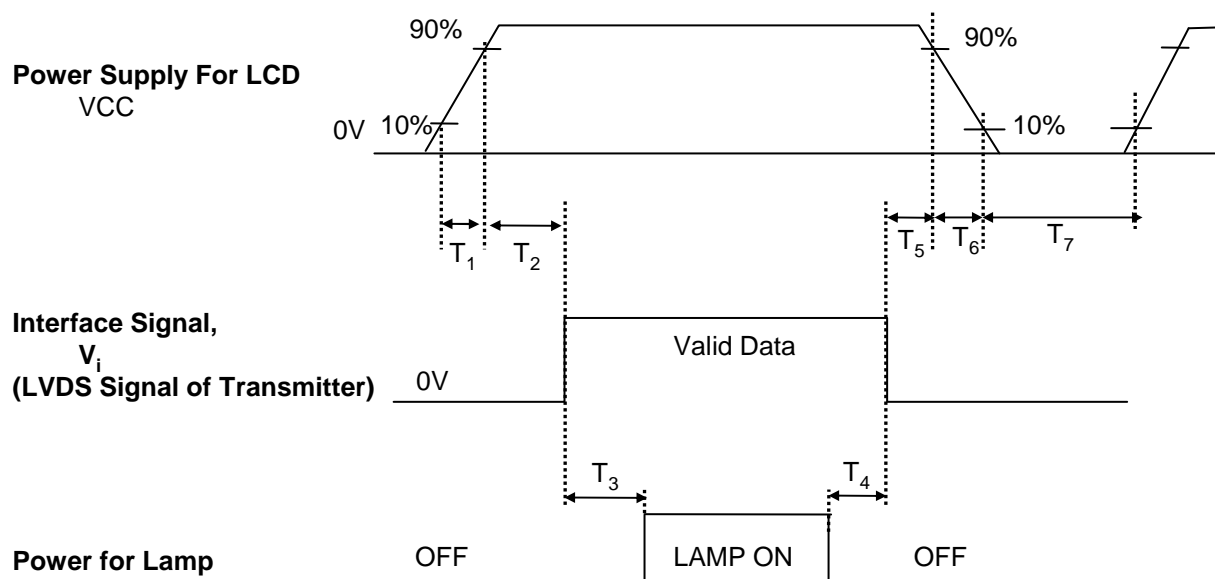 90%
90%
Power Supply For LCD
VCC
0V
10%
10%
T1
T2
T5
T6
T7
Interface Signal,
Vi
(LVDS Signal of Transmitter)
Valid Data
0V
T3
T4
Power for Lamp
OFF
LAMP ON
OFF